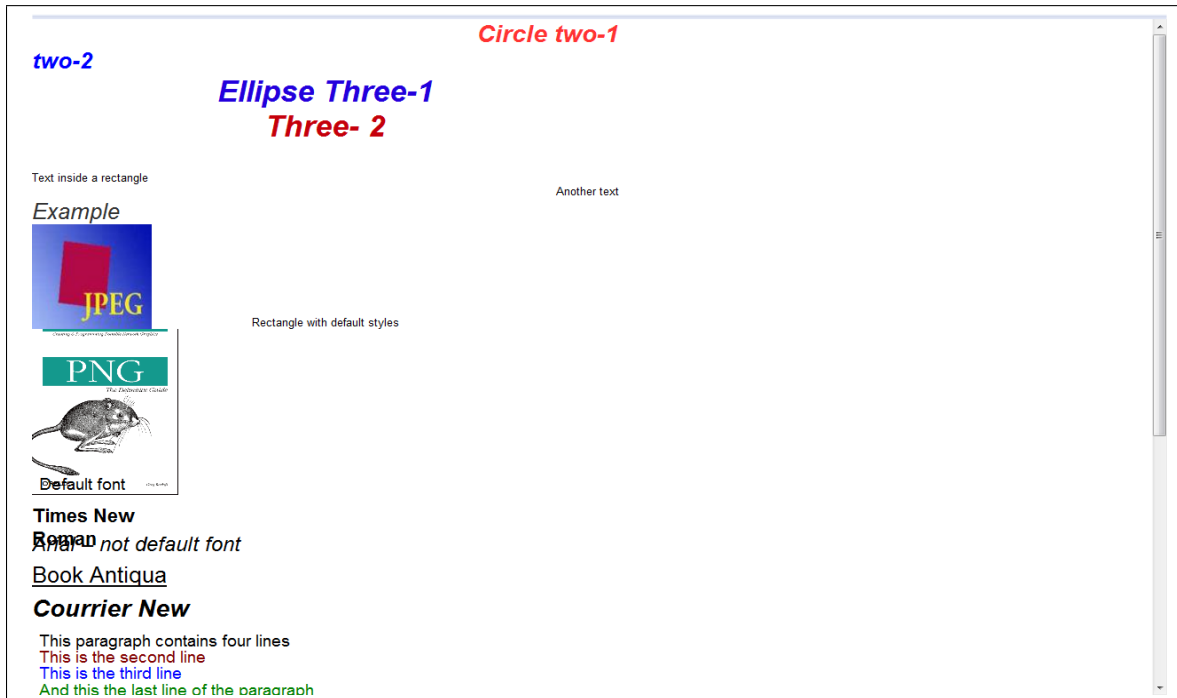 Circle two-1
two-2
Ellipse Three-1
Three- 2
Text inside a rectangle
Another text
Example
JPEG
Rectangle with default styles
PNG
The Definitive Guide
Default font
Times New
Roman
Arial – not default font
Book Antiqua
Courrier New
This paragraph contains four lines
This is the second line
This is the third line
And this the last line of the paragraph